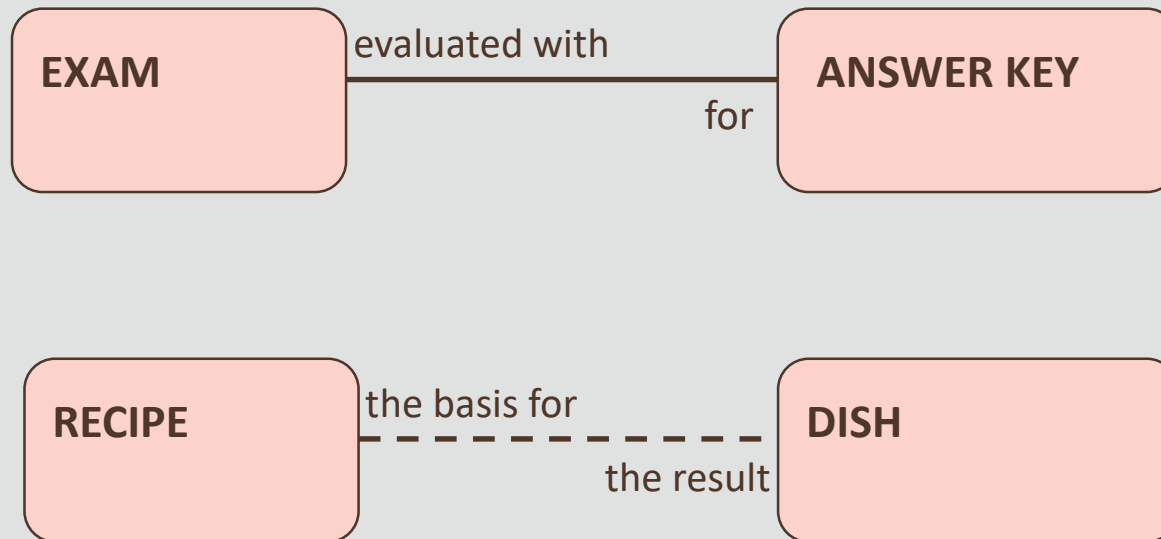 EXAM
evaluated with
ANSWER KEY
for
RECIPE
the basis for
DISH
the result